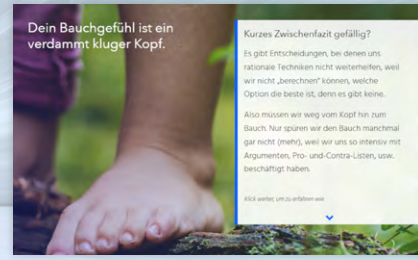 Dein Bauchgefühl ist ein
verdammt kluger Kopf.
Kurzes Zwischenfazit gefällig?
Es gibt Entscheidungen, bei denen uns
rationale Techniken nicht weiterhelfen, weil
wir nicht „berechnen“ können, welche
Option die beste ist, denn es gibt keine.
Also müssen wir weg vom Kopf hin zum
Bauch. Nur spüren wir den Bauch manchmal
gar nicht (mehr), weil wir uns so intensiv mit
Argumenten, Pro- und Contra-Listen, usw.
beschäftigt haben.
Klick weiter, um zu erfahren wie